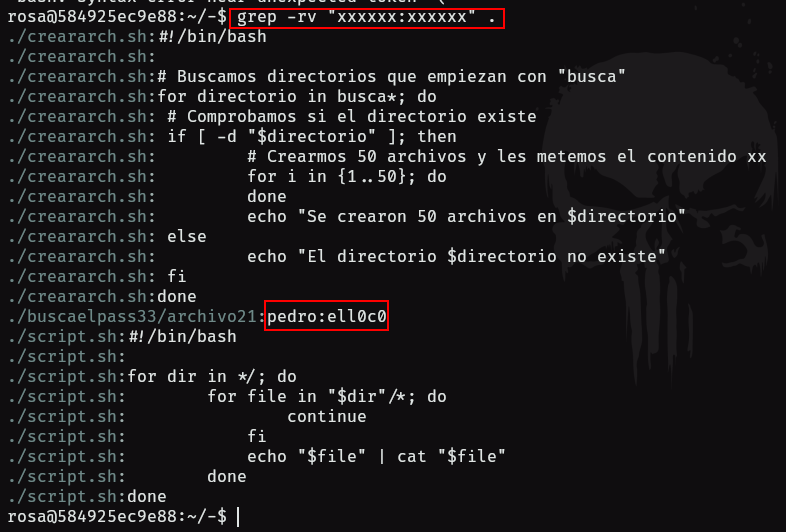 rosa@584925ec9e88:~/-$ grep -rv "xxxxxx:xxxxxx" .
./creararch.sh:#!/bin/bash
./creararch.sh:
./creararch.sh:# Buscamos directorios que empiezan con "busca"
./creararch.sh:for directorio in busca*; do
./creararch.sh: # Comprobamos si el directorio existe
./creararch.sh: if [ -d "$directorio" ]; then
./creararch.sh:         # Crearmos 50 archivos y les metemos el contenido xx
./creararch.sh:         for i in {1..50}; do
./creararch.sh:         done
./creararch.sh:         echo "Se crearon 50 archivos en $directorio"
./creararch.sh: else
./creararch.sh:         echo "El directorio $directorio no existe"
./creararch.sh: fi
./creararch.sh:done
./buscaelpass33/archivo21:pedro:ell0c0
./script.sh:#!/bin/bash
./script.sh:
./script.sh:for dir in */; do
./script.sh:        for file in "$dir"/*; do
./script.sh:                continue
./script.sh:            fi
./script.sh:            echo "$file" | cat "$file"
./script.sh:        done
./script.sh:done
rosa@584925ec9e88:~/-$